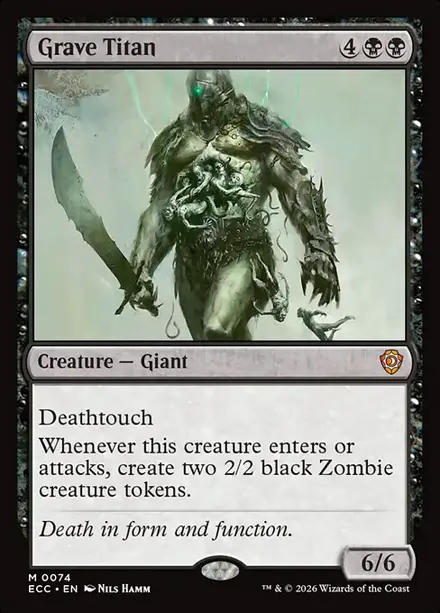 Grave Titan 4
Creature — Giant
Deathtouch
Whenever this creature enters or
attacks, create two 2/2 black Zombie
creature tokens.
Death in form and function.
6/6
M 0074
ECC • EN Nils Hamm
™ & © 2026 Wizards of the Coast